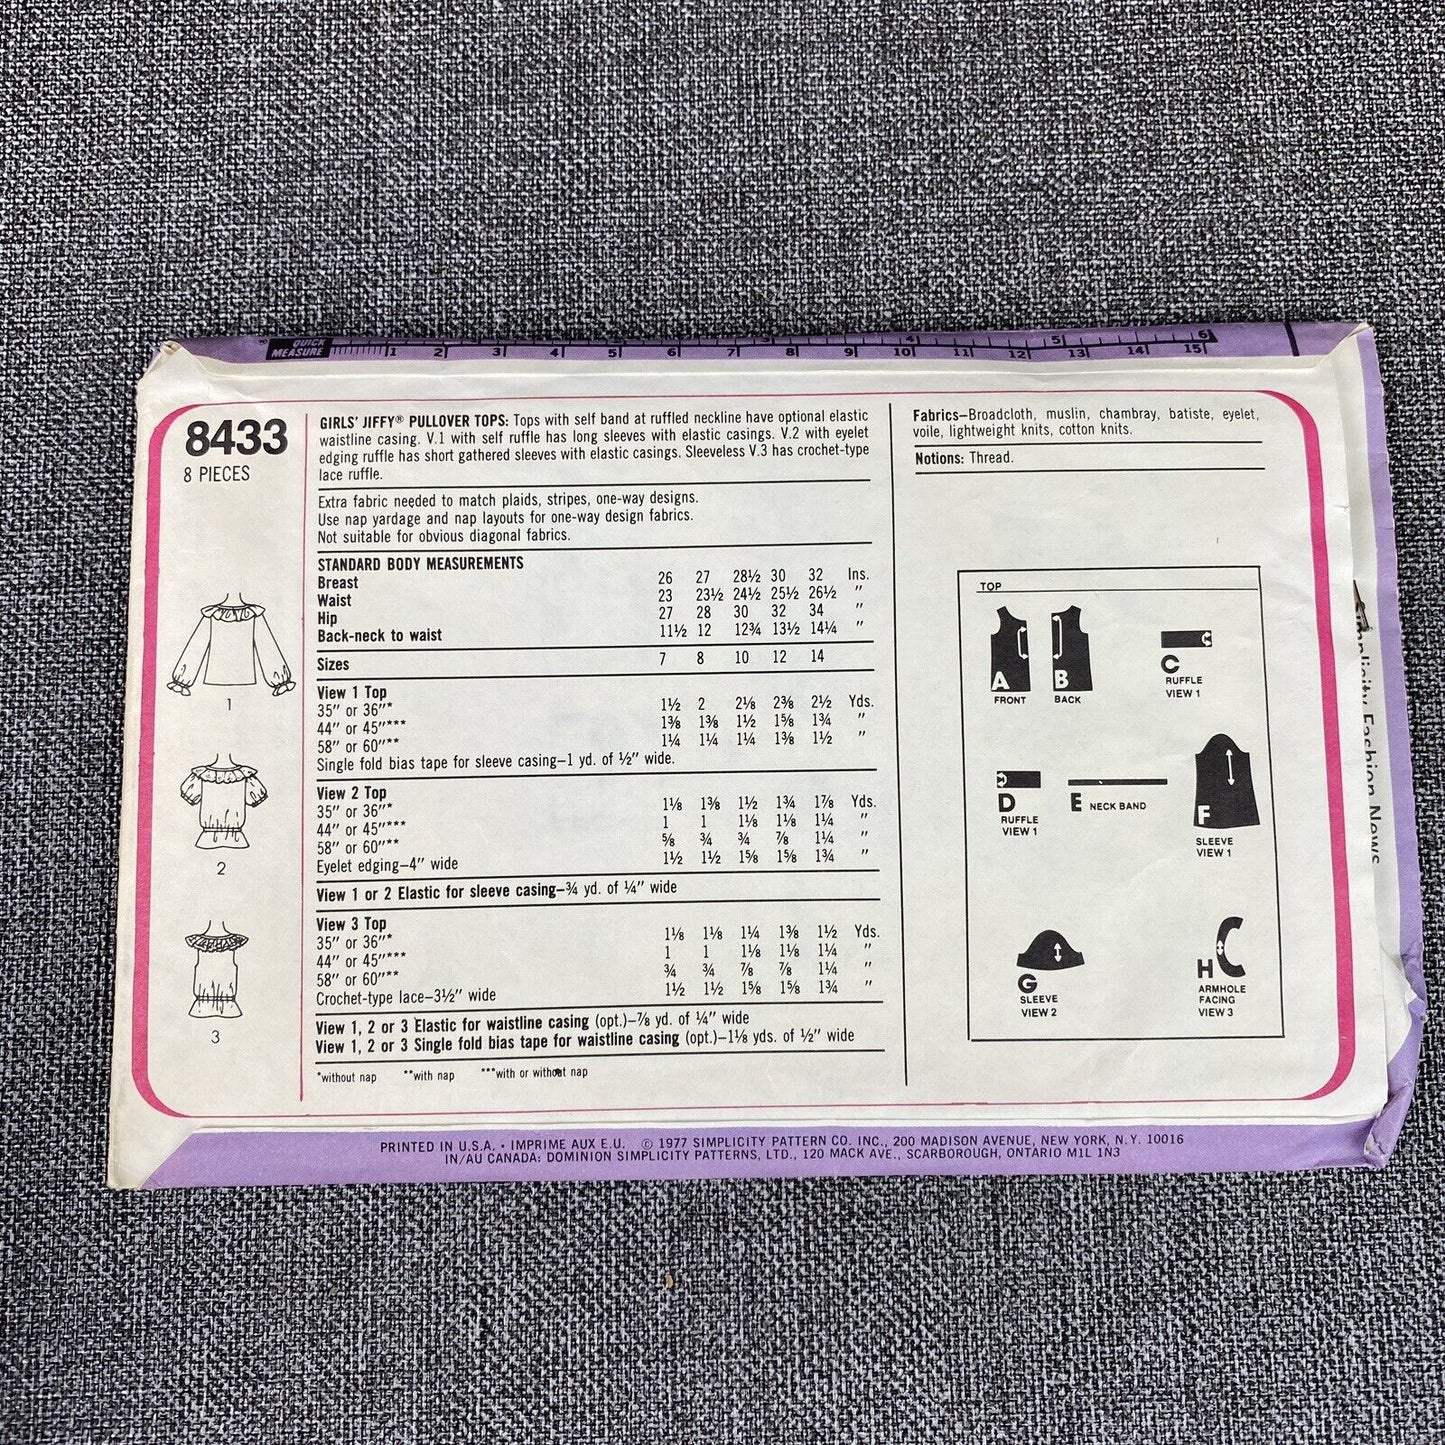 QUICK
MEASURE
1 2 3 4 5 6 7 8 9 10 11 12 13 14 15
4 5 6
8433
8 PIECES
GIRLS' JIFFY® PULLOVER TOPS: Tops with self band at ruffled neckline have optional elastic
waistline casing. V.1 with self ruffle has long sleeves with elastic casings. V.2 with eyelet
edging ruffle has short gathered sleeves with elastic casings. Sleeveless V.3 has crochet-type
lace ruffle.
Extra fabric needed to match plaids, stripes, one-way designs.
Use nap yardage and nap layouts for one-way design fabrics.
Not suitable for obvious diagonal fabrics.
STANDARD BODY MEASUREMENTS
Breast 26 27 28½ 30 32 Ins.
Waist 23 23½ 24½ 25½ 26½ "
Hip 27 28 30 32 34 "
Back-neck to waist 11½ 12 12¾ 13½ 14¼ "
Sizes 7 8 10 12 14
View 1 Top
35" or 36"* 1½ 2 2⅛ 2⅜ 2½ Yds.
44" or 45"*** 1⅜ 1⅜ 1½ 1⅝ 1¾ "
58" or 60"** 1¼ 1¼ 1¼ 1⅜ 1½ "
Single fold bias tape for sleeve casing–1 yd. of ½" wide.
View 2 Top
35" or 36"* 1⅛ 1⅜ 1½ 1¾ 1⅞ Yds.
44" or 45"*** 1 1 1⅛ 1⅛ 1¼ "
58" or 60"** ⅝ ¾ ¾ ⅞ 1¼ "
Eyelet edging–4" wide 1½ 1½ 1⅝ 1⅝ 1¾ "
View 1 or 2 Elastic for sleeve casing–¾ yd. of ¼" wide
View 3 Top
35" or 36"* 1⅛ 1⅛ 1¼ 1⅜ 1½ Yds.
44" or 45"*** 1 1 1⅛ 1⅛ 1¼ "
58" or 60"** ¾ ¾ ⅞ ⅞ 1¼ "
Crochet-type lace–3½" wide 1½ 1½ 1⅝ 1⅝ 1¾ "
View 1, 2 or 3 Elastic for waistline casing (opt.)–⅞ yd. of ¼" wide
View 1, 2 or 3 Single fold bias tape for waistline casing (opt.)–1⅛ yds. of ½" wide
*without nap **with nap ***with or without nap
1
2
3
Fabrics–Broadcloth, muslin, chambray, batiste, eyelet,
voile, lightweight knits, cotton knits.
Notions: Thread.
TOP
A
FRONT
B
BACK
C
RUFFLE
VIEW 1
D
RUFFLE
VIEW 1
E NECK BAND
F
SLEEVE
VIEW 1
G
SLEEVE
VIEW 2
H
ARMHOLE
FACING
VIEW 3
Simplicity Fashion News
PRINTED IN U.S.A. • IMPRIME AUX E.U. © 1977 SIMPLICITY PATTERN CO. INC., 200 MADISON AVENUE, NEW YORK, N.Y. 10016
IN/AU CANADA: DOMINION SIMPLICITY PATTERNS, LTD., 120 MACK AVE., SCARBOROUGH, ONTARIO M1L 1N3